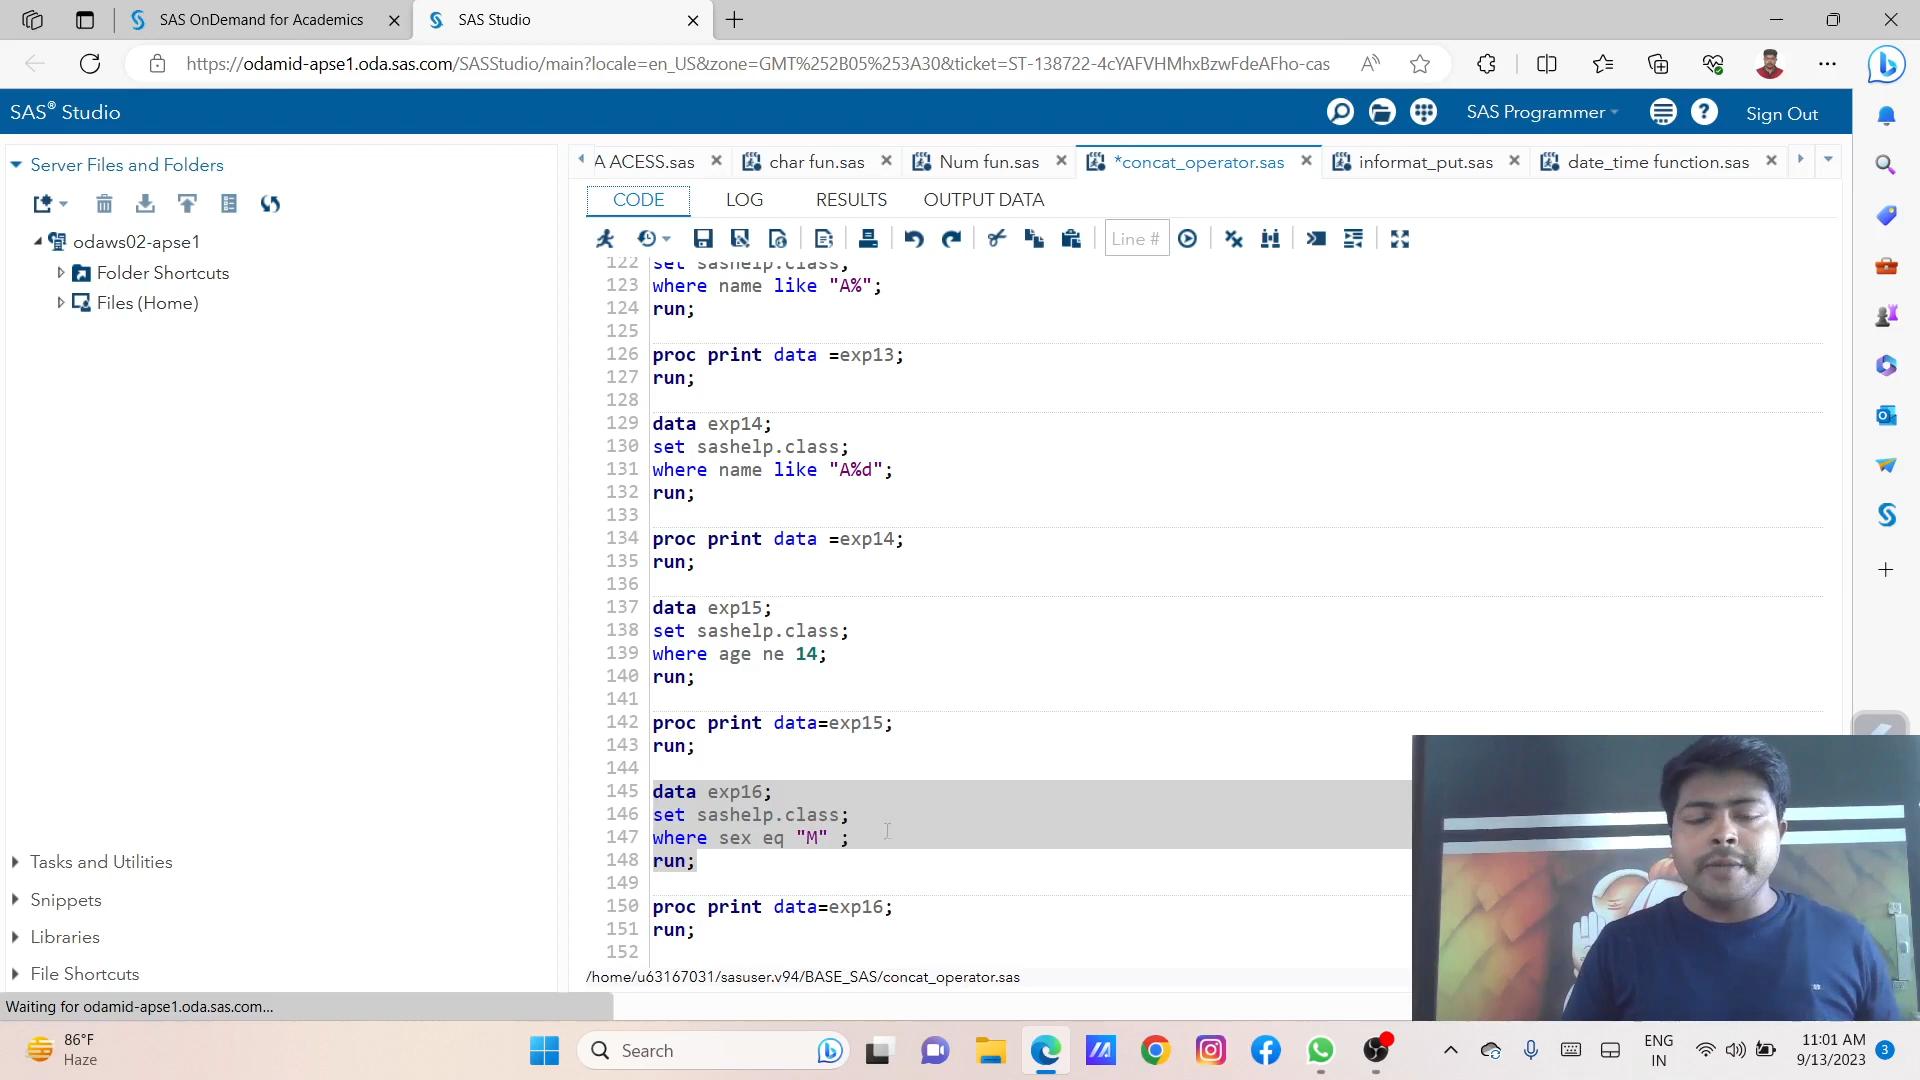 SAS OnDemand for Academics
SAS Studio
https://odamid-apse1.oda.sas.com/SASStudio/main?locale=en_US&zone=GMT%252B05%253A30&ticket=ST-138722-4cYAFVHMhxBzwFdeAFho-cas
SAS® Studio
SAS Programmer
Sign Out
Server Files and Folders
odaws02-apse1
Folder Shortcuts
Files (Home)
Tasks and Utilities
Snippets
Libraries
File Shortcuts
Waiting for odamid-apse1.oda.sas.com...
A ACESS.sas
char fun.sas
Num fun.sas
*concat_operator.sas
informat_put.sas
date_time function.sas
CODE
LOG
RESULTS
OUTPUT DATA
Line #
122 set sashelp.class;
123 where name like "A%";
124 run;
125
126 proc print data =exp13;
127 run;
128
129 data exp14;
130 set sashelp.class;
131 where name like "A%d";
132 run;
133
134 proc print data =exp14;
135 run;
136
137 data exp15;
138 set sashelp.class;
139 where age ne 14;
140 run;
141
142 proc print data=exp15;
143 run;
144
145 data exp16;
146 set sashelp.class;
147 where sex eq "M" ;
148 run;
149
150 proc print data=exp16;
151 run;
152
/home/u63167031/sasuser.v94/BASE_SAS/concat_operator.sas
86°F
Haze
Search
ENG
IN
11:01 AM
9/13/2023
3